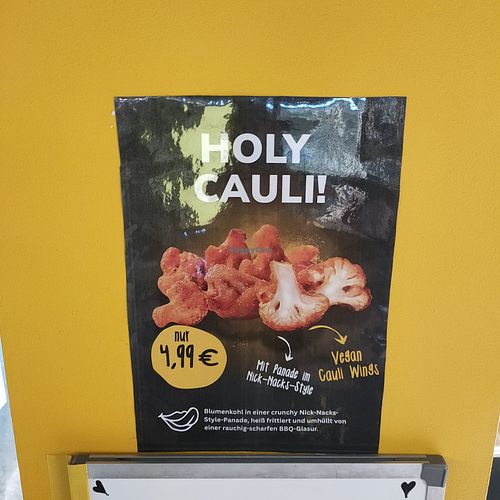 HOLY
CAULI!
nur
4,99 €
Mit Panade im
Nick-Nacks-Style
Vegan
Cauli Wings
Blumenkohl in einer crunchy Nick-Nacks-
Style-Panade, heiß frittiert und umhüllt von
einer rauchig-scharfen BBQ-Glasur.